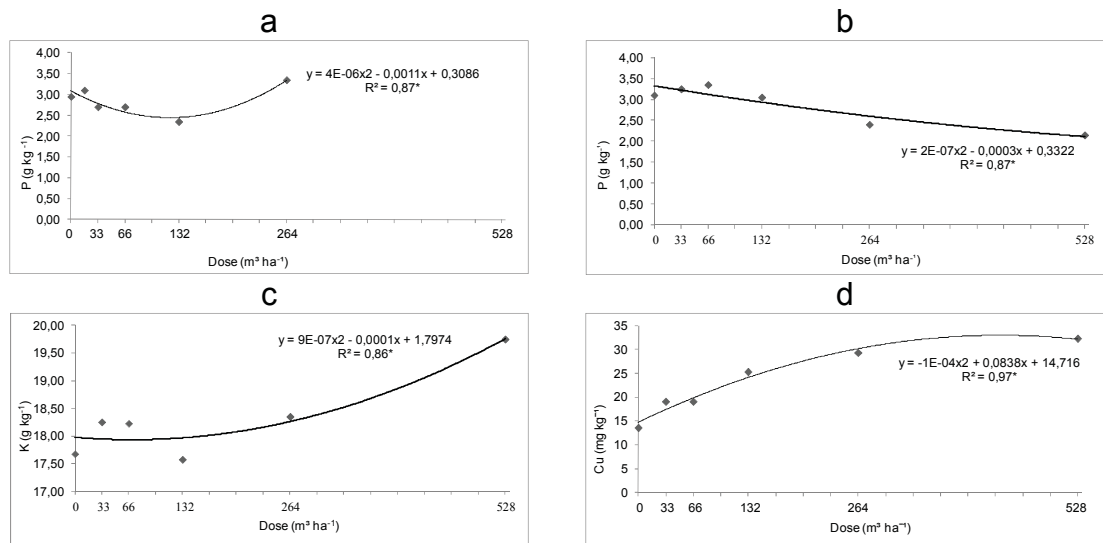 a
4,00
3,50
3,00
2,50
2,00
1,50
1,00
0,50
0,00
P (g kg⁻¹)
y = 4E-06x2 - 0,0011x + 0,3086
R² = 0,87*
0 33 66 132 264 528
Dose (m³ ha⁻¹)
b
4,00
3,50
3,00
2,50
2,00
1,50
1,00
0,50
0,00
P (g kg⁻¹)
y = 2E-07x2 - 0,0003x + 0,3322
R² = 0,87*
0 33 66 132 264 528
Dose (m³ ha⁻¹)
c
20,00
19,50
19,00
18,50
18,00
17,50
17,00
K (g kg⁻¹)
y = 9E-07x2 - 0,0001x + 1,7974
R² = 0,86*
0 33 66 132 264 528
Dose (m³ ha⁻¹)
d
35
30
25
20
15
10
5
0
Cu (mg kg⁻¹)
y = -1E-04x2 + 0,0838x + 14,716
R² = 0,97*
0 33 66 132 264 528
Dose (m³ ha⁻¹)